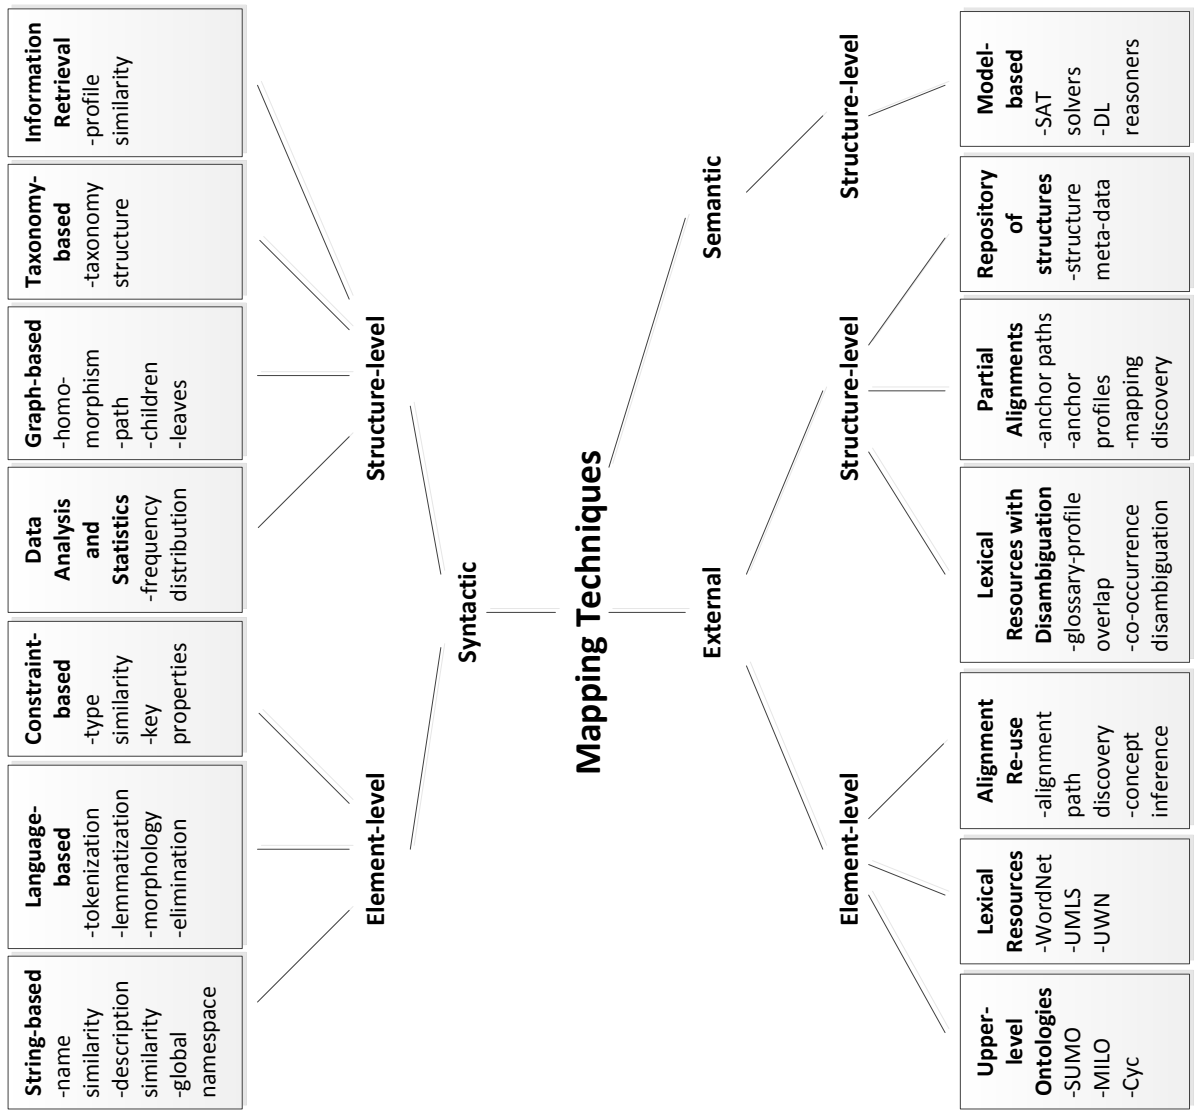 String-based
-name
similarity
-description
similarity
-global
namespace
Language-
based
-tokenization
-lemmatization
-morphology
-elimination
Constraint-
based
-type
similarity
-key
properties
Data
Analysis
and
Statistics
-frequency
distribution
Graph-based
-homo-
morphism
-path
-children
-leaves
Taxonomy-
based
-taxonomy
structure
Information
Retrieval
-profile
similarity
Element-level
Structure-level
Syntactic
Mapping Techniques
External
Semantic
Element-level
Structure-level
Structure-level
Upper-
level
Ontologies
-SUMO
-MILO
-Cyc
Lexical
Resources
-WordNet
-UMLS
-UWN
Alignment
Re-use
-alignment
path
discovery
-concept
inference
Lexical
Resources with
Disambiguation
-glossary-profile
overlap
-co-occurrence
disambiguation
Partial
Alignments
-anchor paths
-anchor
profiles
-mapping
discovery
Repository
of
structures
-structure
meta-data
Model-
based
-SAT
solvers
-DL
reasoners